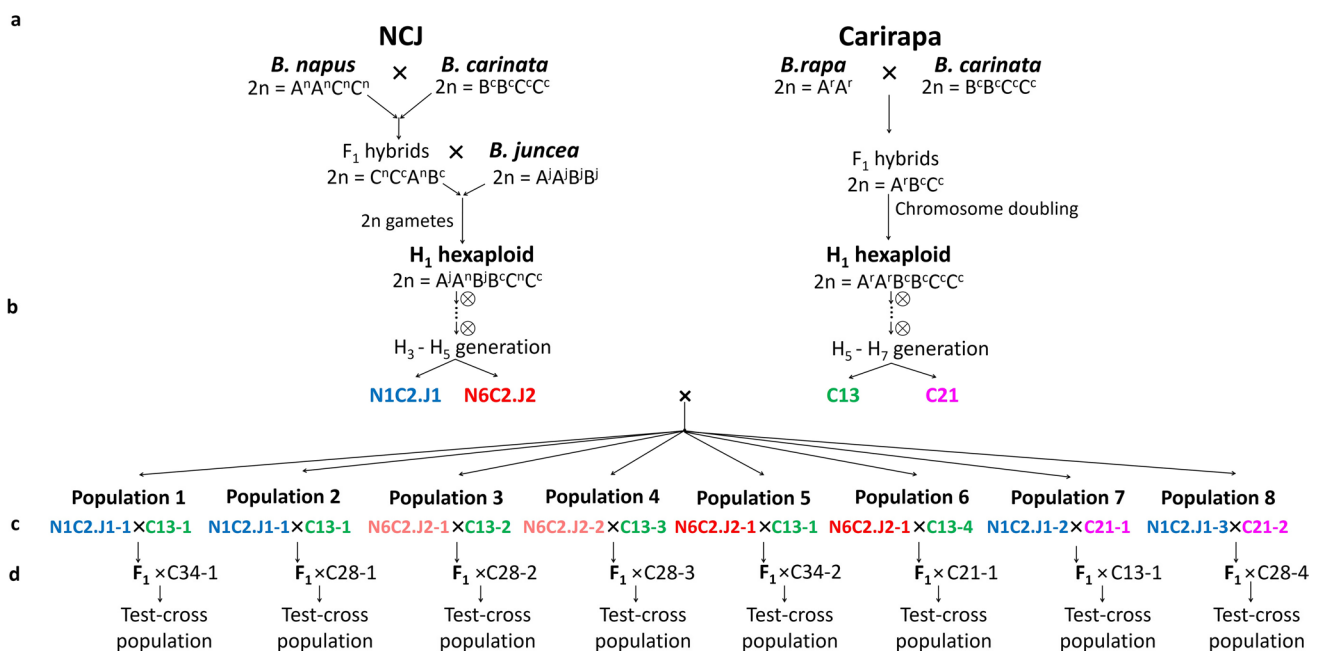 a
NCJ
Carirapa
B. napus × B. carinata
B.rapa × B. carinata
2n = AⁿAⁿCⁿCⁿ 2n = BᶜBᶜCᶜCᶜ
2n = AʳAʳ 2n = BᶜBᶜCᶜCᶜ
F₁ hybrids × B. juncea
2n = CⁿCᶜAⁿBᶜ 2n = AʲAʲBʲBʲ
F₁ hybrids
2n = AʳBᶜCᶜ
2n gametes
Chromosome doubling
H₁ hexaploid
2n = AʲAⁿBʲBᶜCⁿCᶜ
H₁ hexaploid
2n = AʳAʳBᶜBᶜCᶜCᶜ
b
H₃ - H₅ generation
H₅ - H₇ generation
N1C2.J1 N6C2.J2 × C13 C21
Population 1 Population 2 Population 3 Population 4 Population 5 Population 6 Population 7 Population 8
c N1C2.J1-1×C13-1 N1C2.J1-1×C13-1 N6C2.J2-1×C13-2 N6C2.J2-2×C13-3 N6C2.J2-1×C13-1 N6C2.J2-1×C13-4 N1C2.J1-2×C21-1 N1C2.J1-3×C21-2
d F₁ ×C34-1 F₁ ×C28-1 F₁ ×C28-2 F₁ ×C28-3 F₁ ×C34-2 F₁ ×C21-1 F₁ ×C13-1 F₁ ×C28-4
Test-cross Test-cross Test-cross Test-cross Test-cross Test-cross Test-cross Test-cross
population population population population population population population population